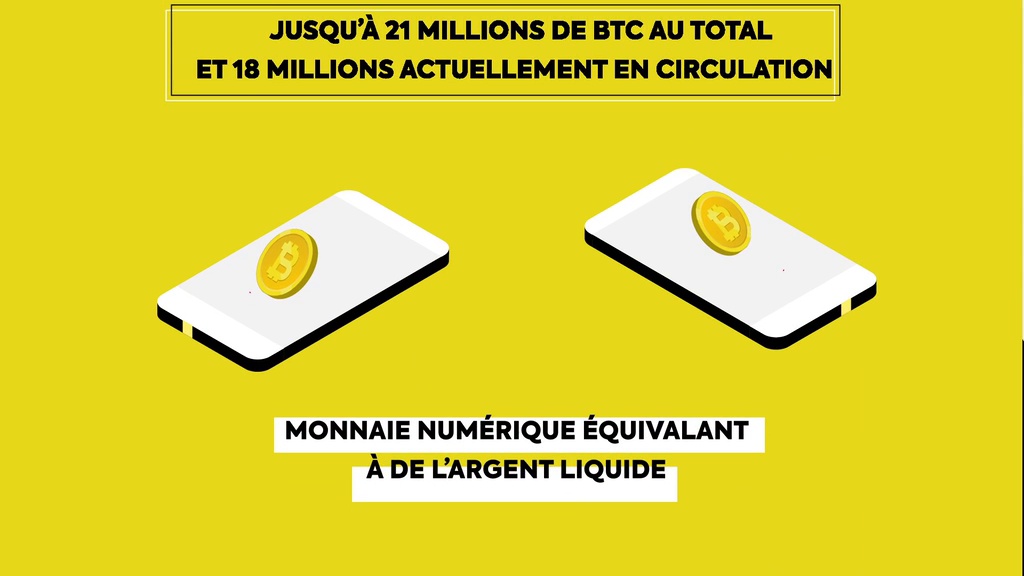 JUSQU’À 21 MILLIONS DE BTC AU TOTAL
ET 18 MILLIONS ACTUELLEMENT EN CIRCULATION
MONNAIE NUMÉRIQUE ÉQUIVALANT
À DE L’ARGENT LIQUIDE